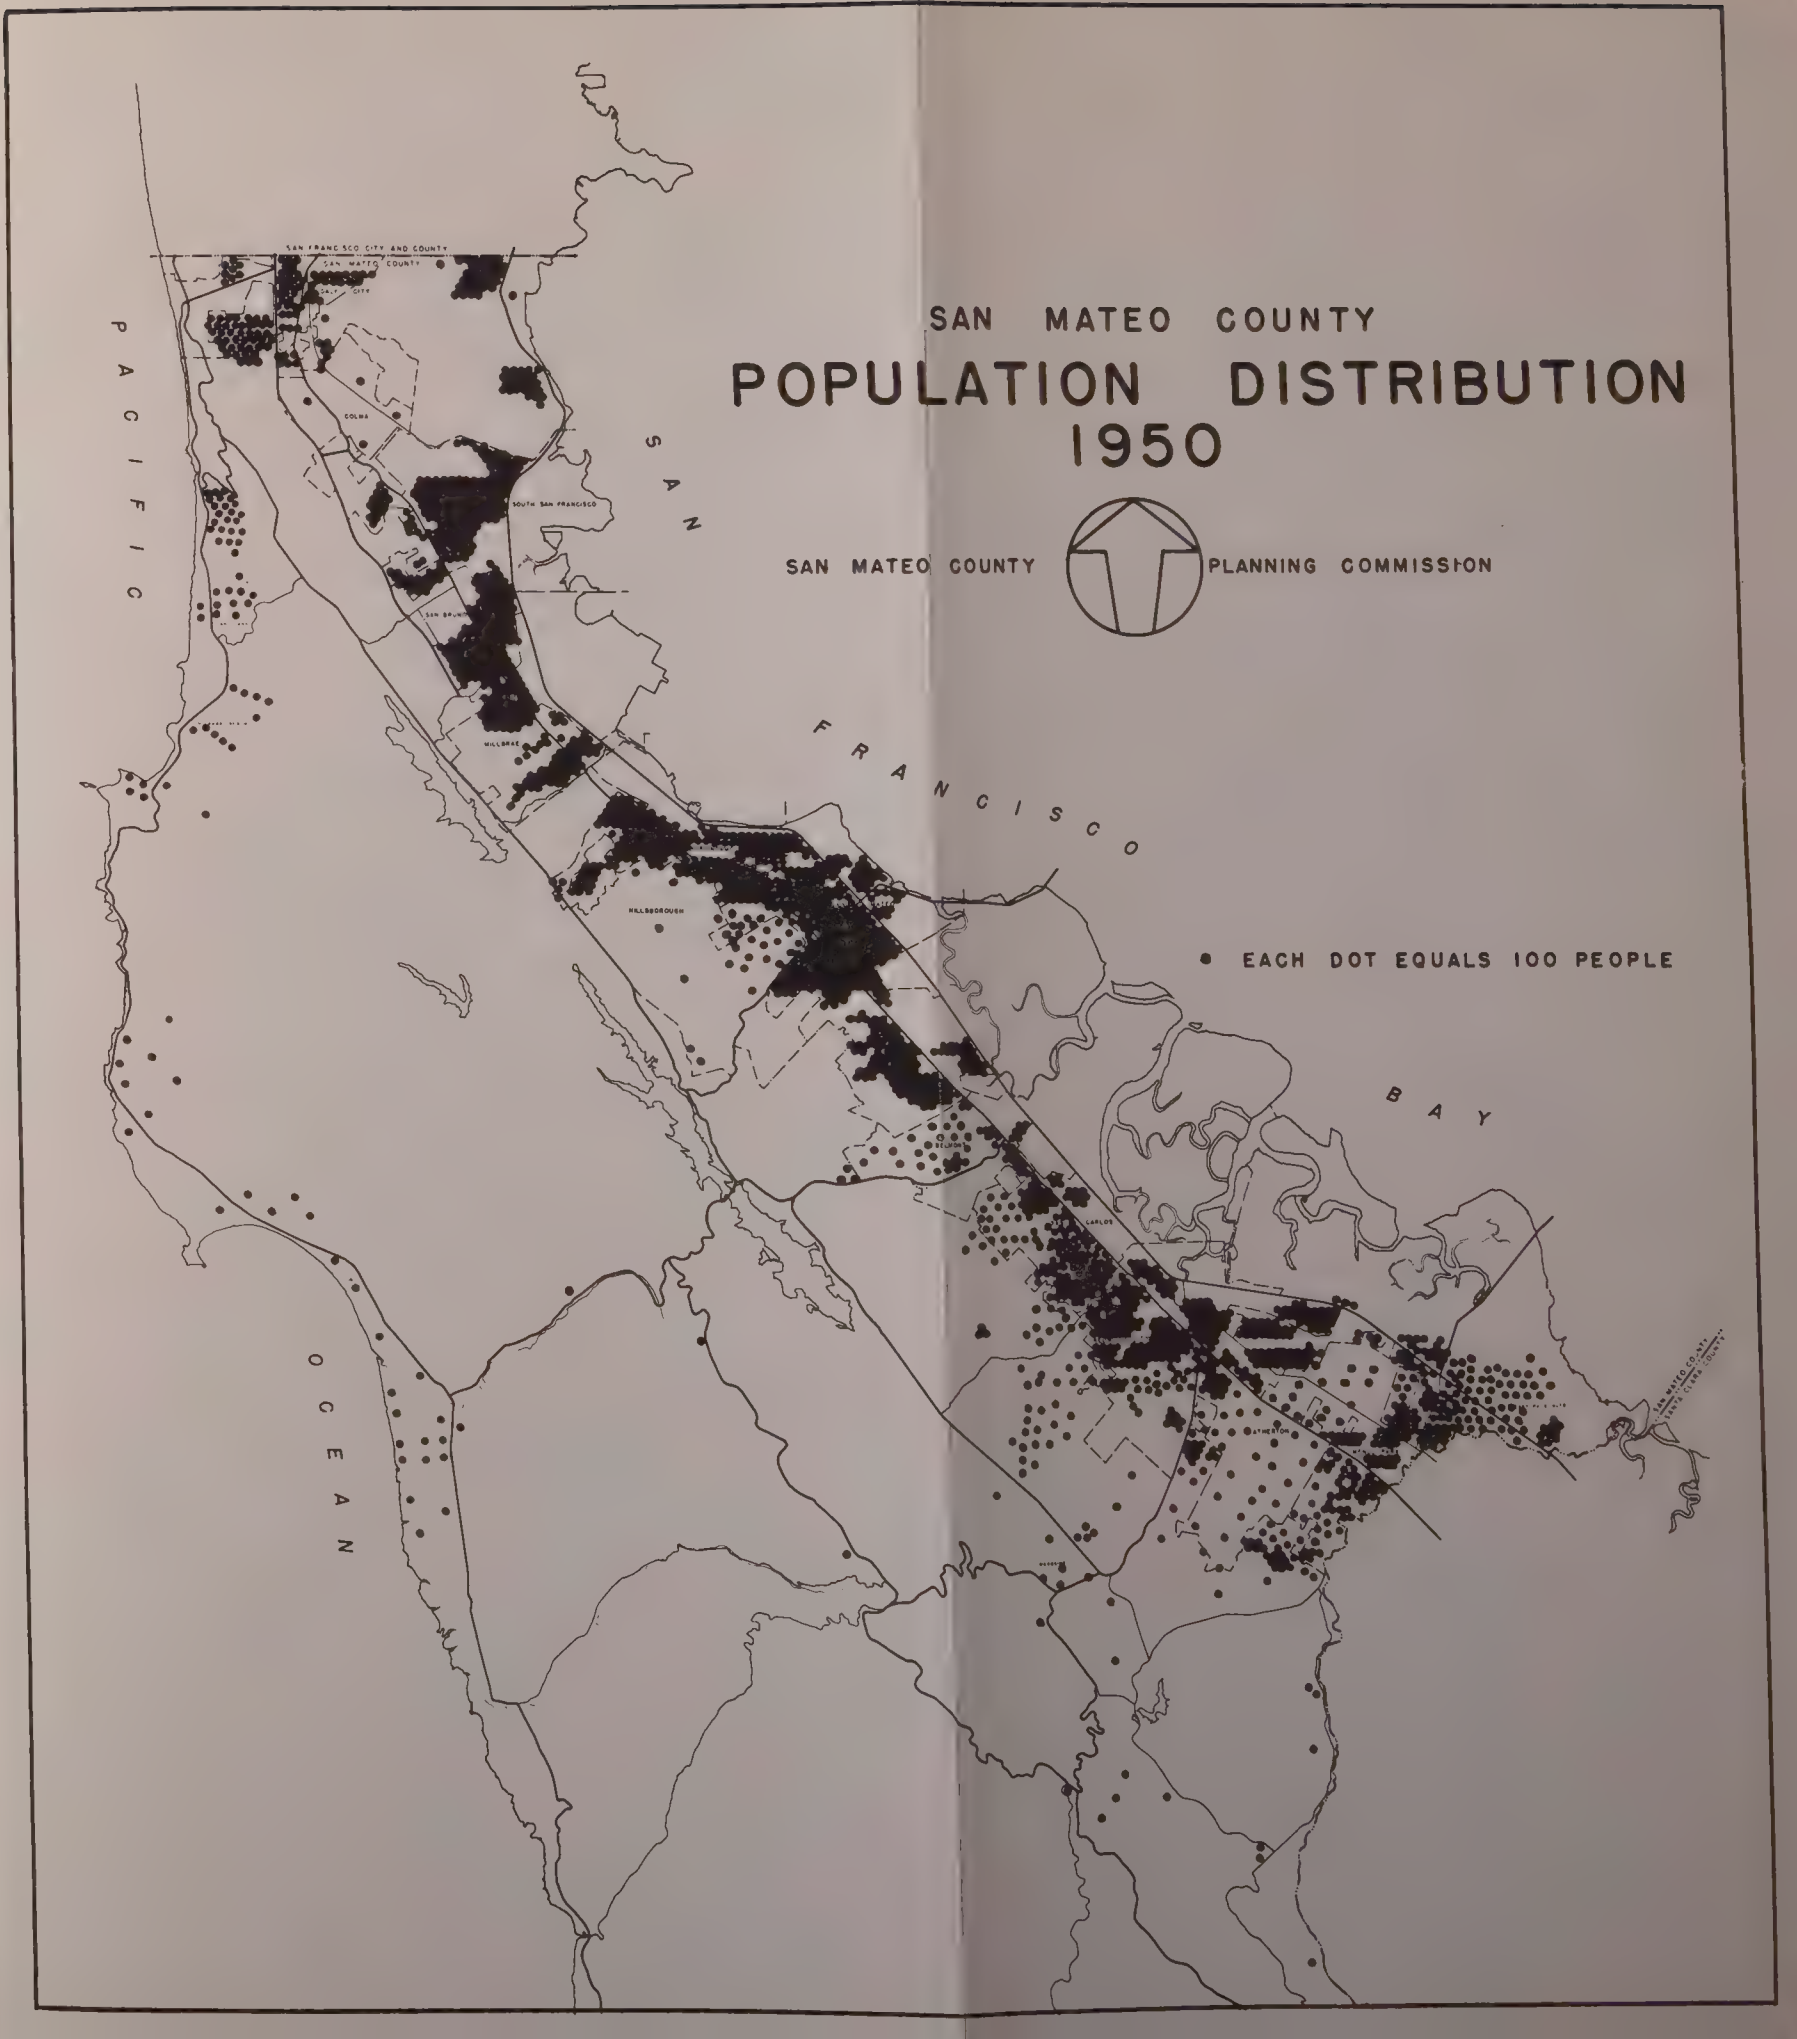 SAN FRANCISCO CITY AND COUNTY
SAN MATEO COUNTY
DALY CITY
SAN MATEO COUNTY
POPULATION DISTRIBUTION
1950
SAN MATEO COUNTY PLANNING COMMISSION
PACIFIC
COLMA
SAN
SOUTH SAN FRANCISCO
SAN BRUNO
FRANCISCO
MILLBRAE
HILLSBOROUGH
EACH DOT EQUALS 100 PEOPLE
BAY
BELMONT
CARLOS
OCEAN
ATHERTON
SAN MATEO COUNTY
SANTA CLARA COUNTY